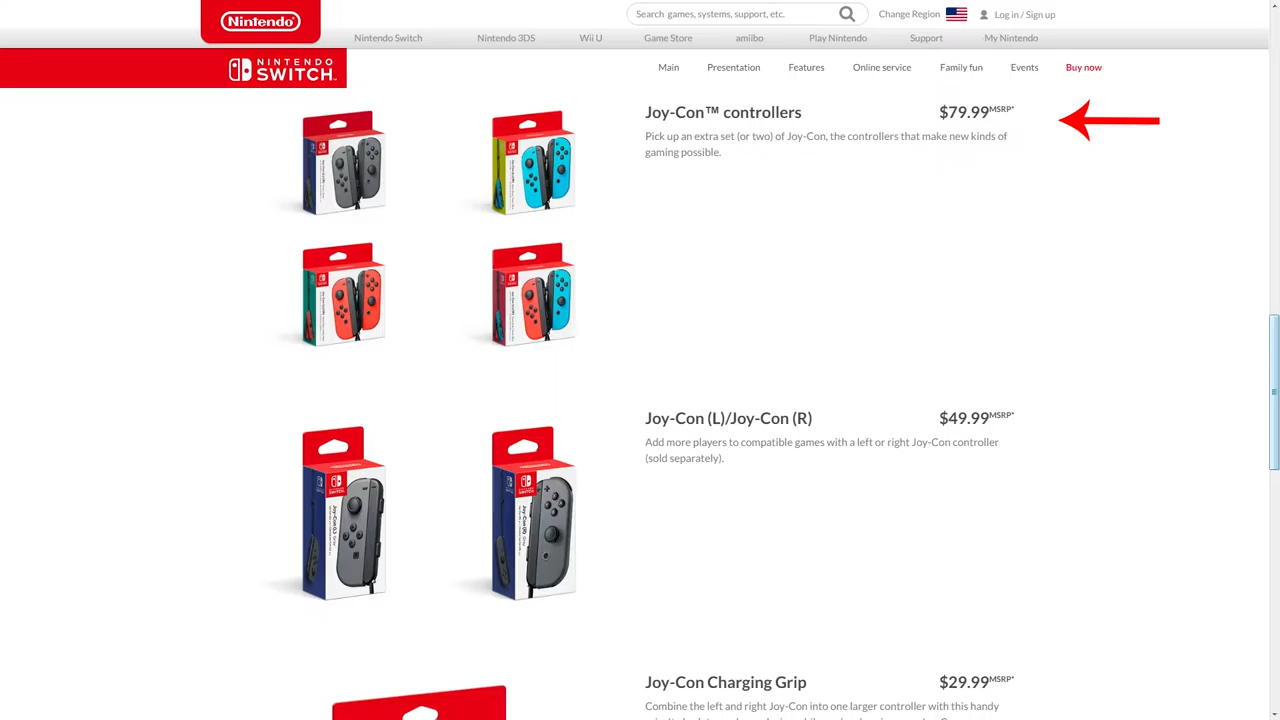 Nintendo
Search games, systems, support, etc.
Change Region
Log in / Sign up
Nintendo Switch
Nintendo 3DS
Wii U
Game Store
amiibo
Play Nintendo
Support
My Nintendo
NINTENDO
SWITCH™
Main
Presentation
Features
Online service
Family fun
Events
Buy now
Joy-Con™ controllers
$79.99MSRP*
Pick up an extra set (or two) of Joy-Con, the controllers that make new kinds of
gaming possible.
Joy-Con (L)/Joy-Con (R)
$49.99MSRP*
Add more players to compatible games with a left or right Joy-Con controller
(sold separately).
Joy-Con Charging Grip
$29.99MSRP*
Combine the left and right Joy-Con into one larger controller with this handy